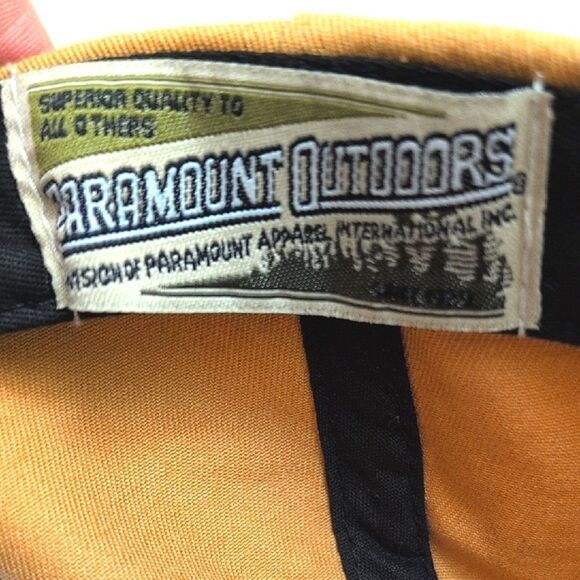 SUPERIOR QUALITY TO
ALL OTHERS
PARAMOUNT OUTDOORS®
DIVISION OF PARAMOUNT APPAREL INTERNATIONAL INC.